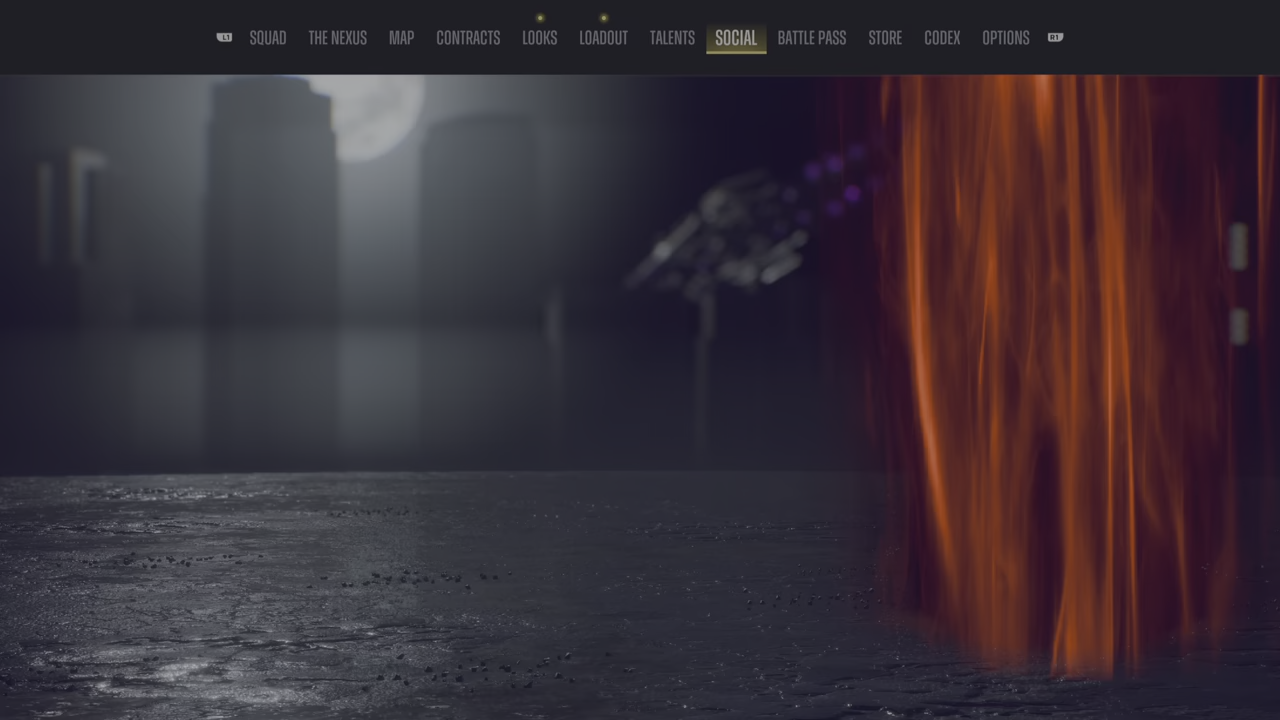 L1 SQUAD THE NEXUS MAP CONTRACTS LOOKS LOADOUT TALENTS SOCIAL BATTLE PASS STORE CODEX OPTIONS R1